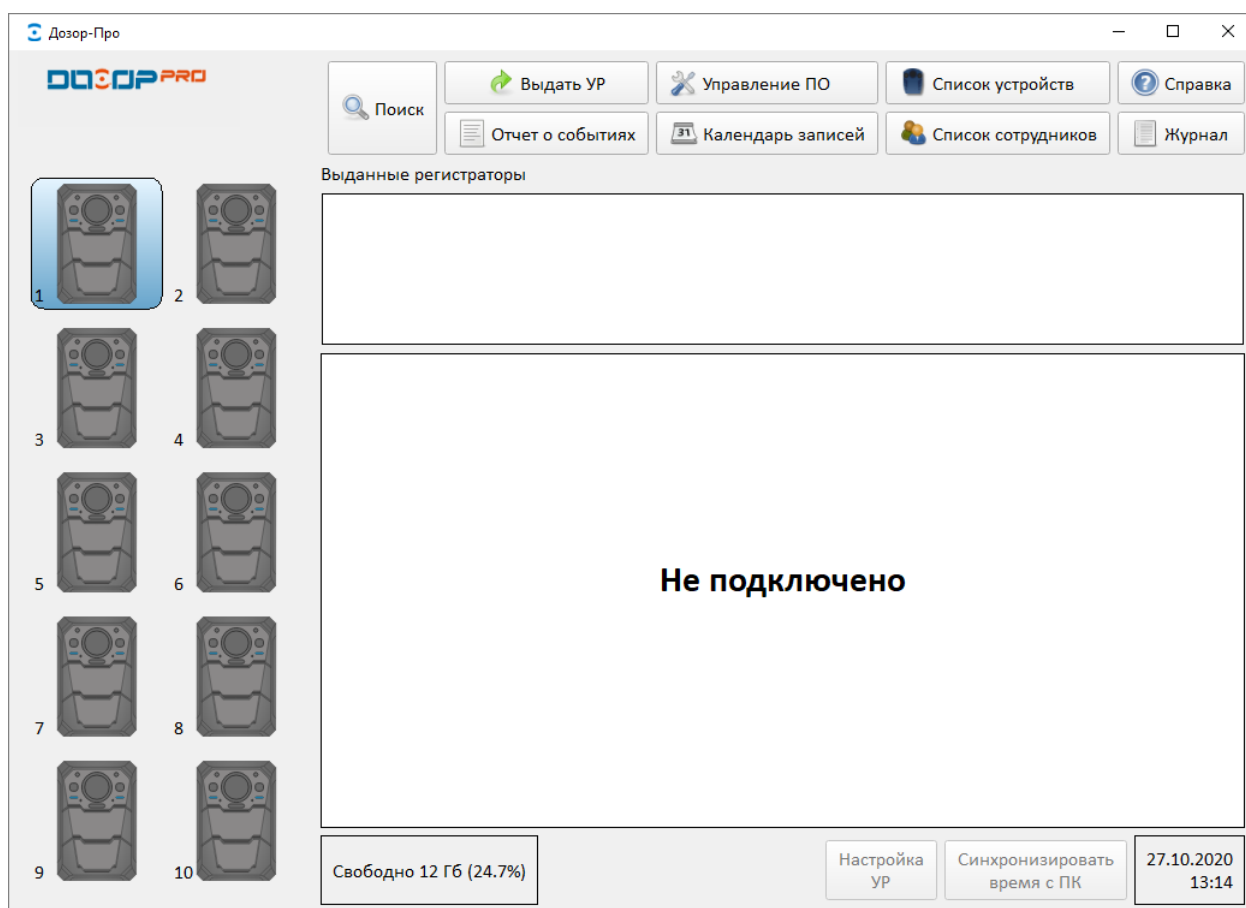 Дозор-Про
ДОЗОР PRO
Поиск
Выдать УР
Управление ПО
Список устройств
Справка
Отчет о событиях
31
Календарь записей
Список сотрудников
Журнал
Выданные регистраторы
1
2
3
4
5
6
Не подключено
7
8
9
10
Свободно 12 Гб (24.7%)
Настройка
УР
Синхронизировать
время с ПК
27.10.2020
13:14